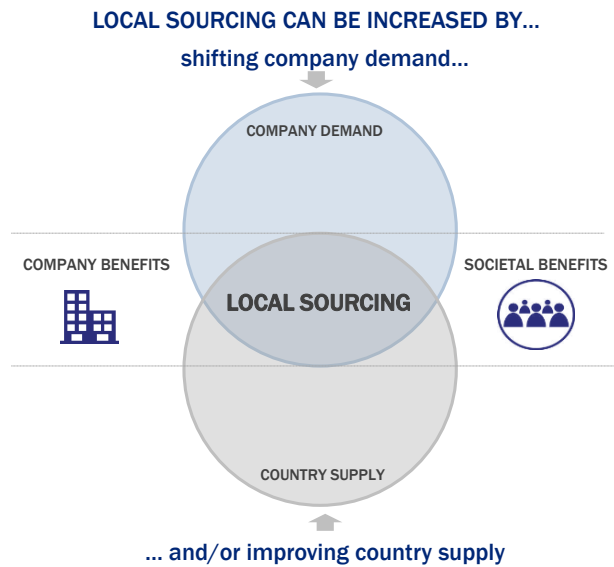 LOCAL SOURCING CAN BE INCREASED BY...
shifting company demand...
COMPANY DEMAND
COMPANY BENEFITS
SOCIETAL BENEFITS
LOCAL SOURCING
COUNTRY SUPPLY
... and/or improving country supply